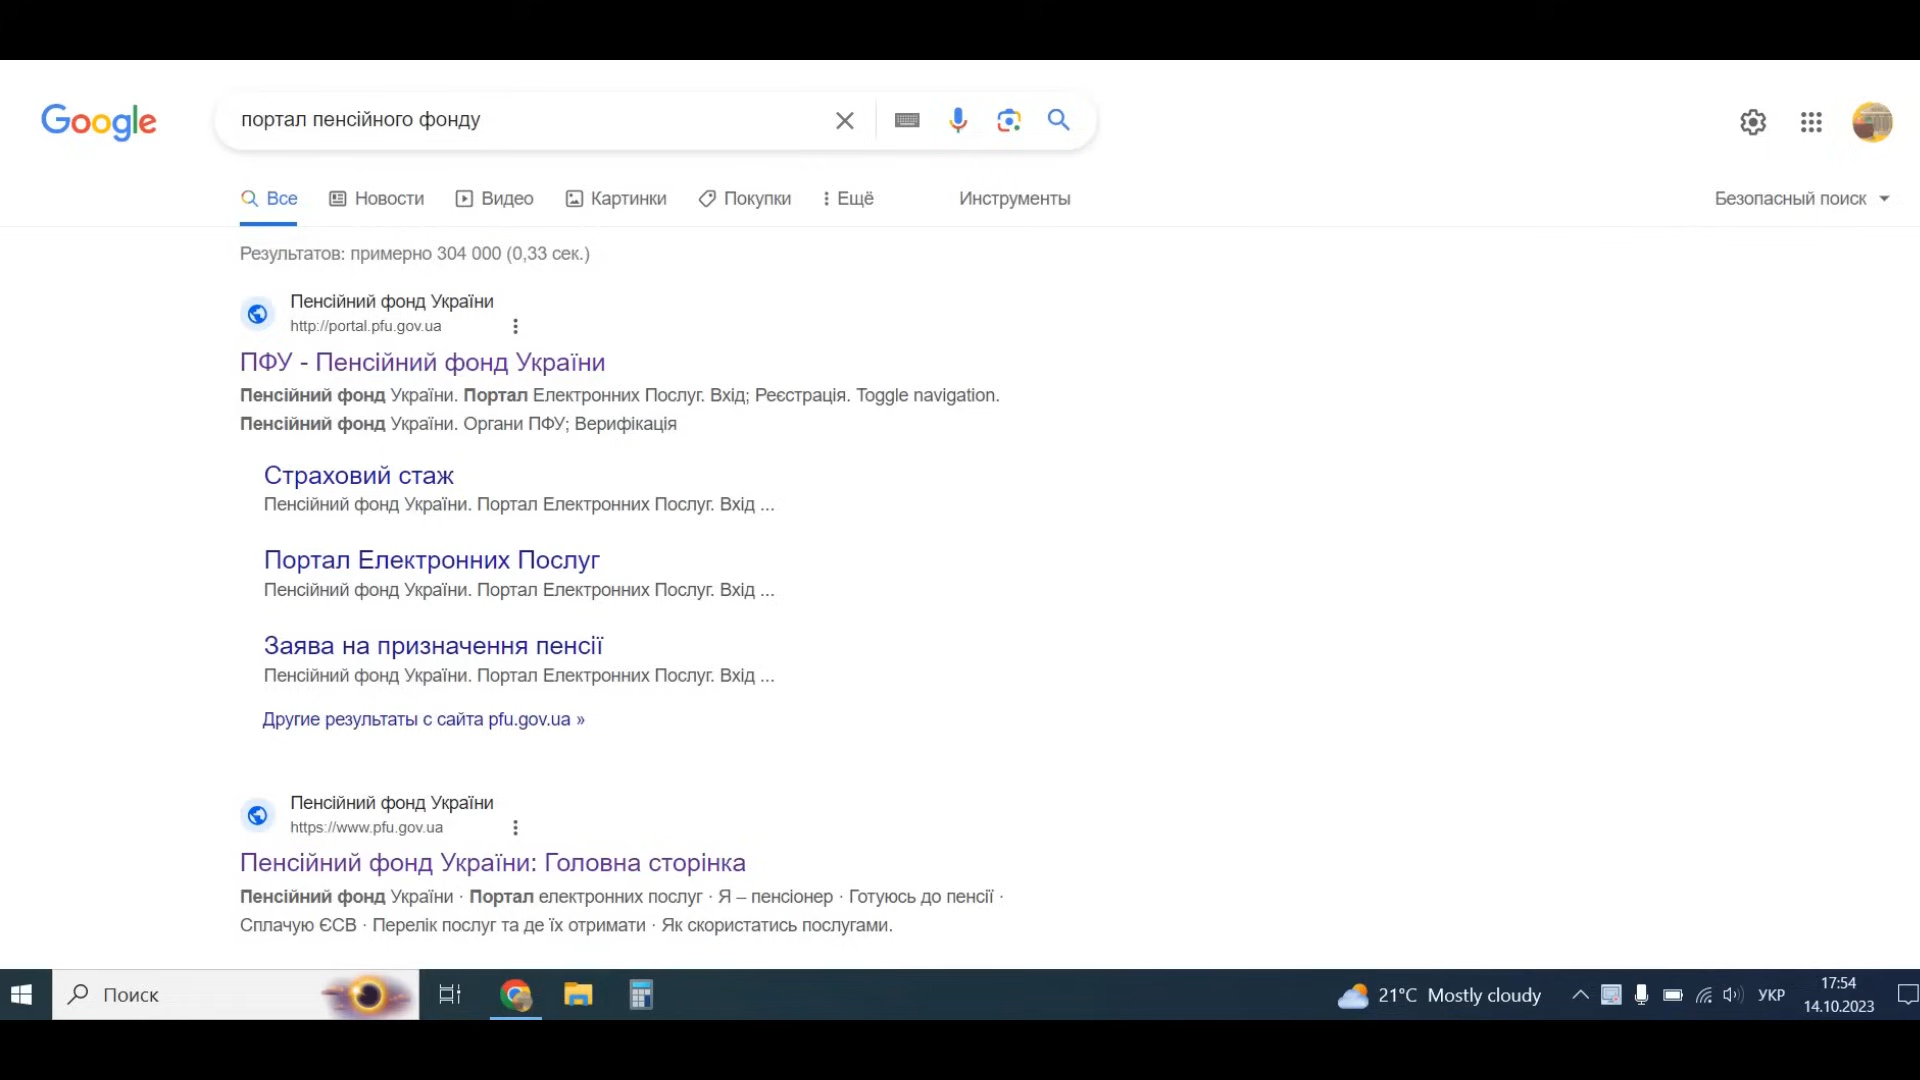 Google
портал пенсійного фонду
Все
Новости
Видео
Картинки
Покупки
Ещё
Инструменты
Безопасный поиск
Результатов: примерно 304 000 (0,33 сек.)
Пенсійний фонд України
http://portal.pfu.gov.ua
ПФУ - Пенсійний фонд України
Пенсійний фонд України. Портал Електронних Послуг. Вхід; Реєстрація. Toggle navigation.
Пенсійний фонд України. Органи ПФУ; Верифікація
Страховий стаж
Пенсійний фонд України. Портал Електронних Послуг. Вхід ...
Портал Електронних Послуг
Пенсійний фонд України. Портал Електронних Послуг. Вхід ...
Заява на призначення пенсії
Пенсійний фонд України. Портал Електронних Послуг. Вхід ...
Другие результаты с сайта pfu.gov.ua »
Пенсійний фонд України
https://www.pfu.gov.ua
Пенсійний фонд України: Головна сторінка
Пенсійний фонд України · Портал електронних послуг · Я – пенсіонер · Готуюсь до пенсії ·
Сплачую ЄСВ · Перелік послуг та де їх отримати · Як скористатись послугами.
Поиск
21°C Mostly cloudy
УКР
17:54
14.10.2023